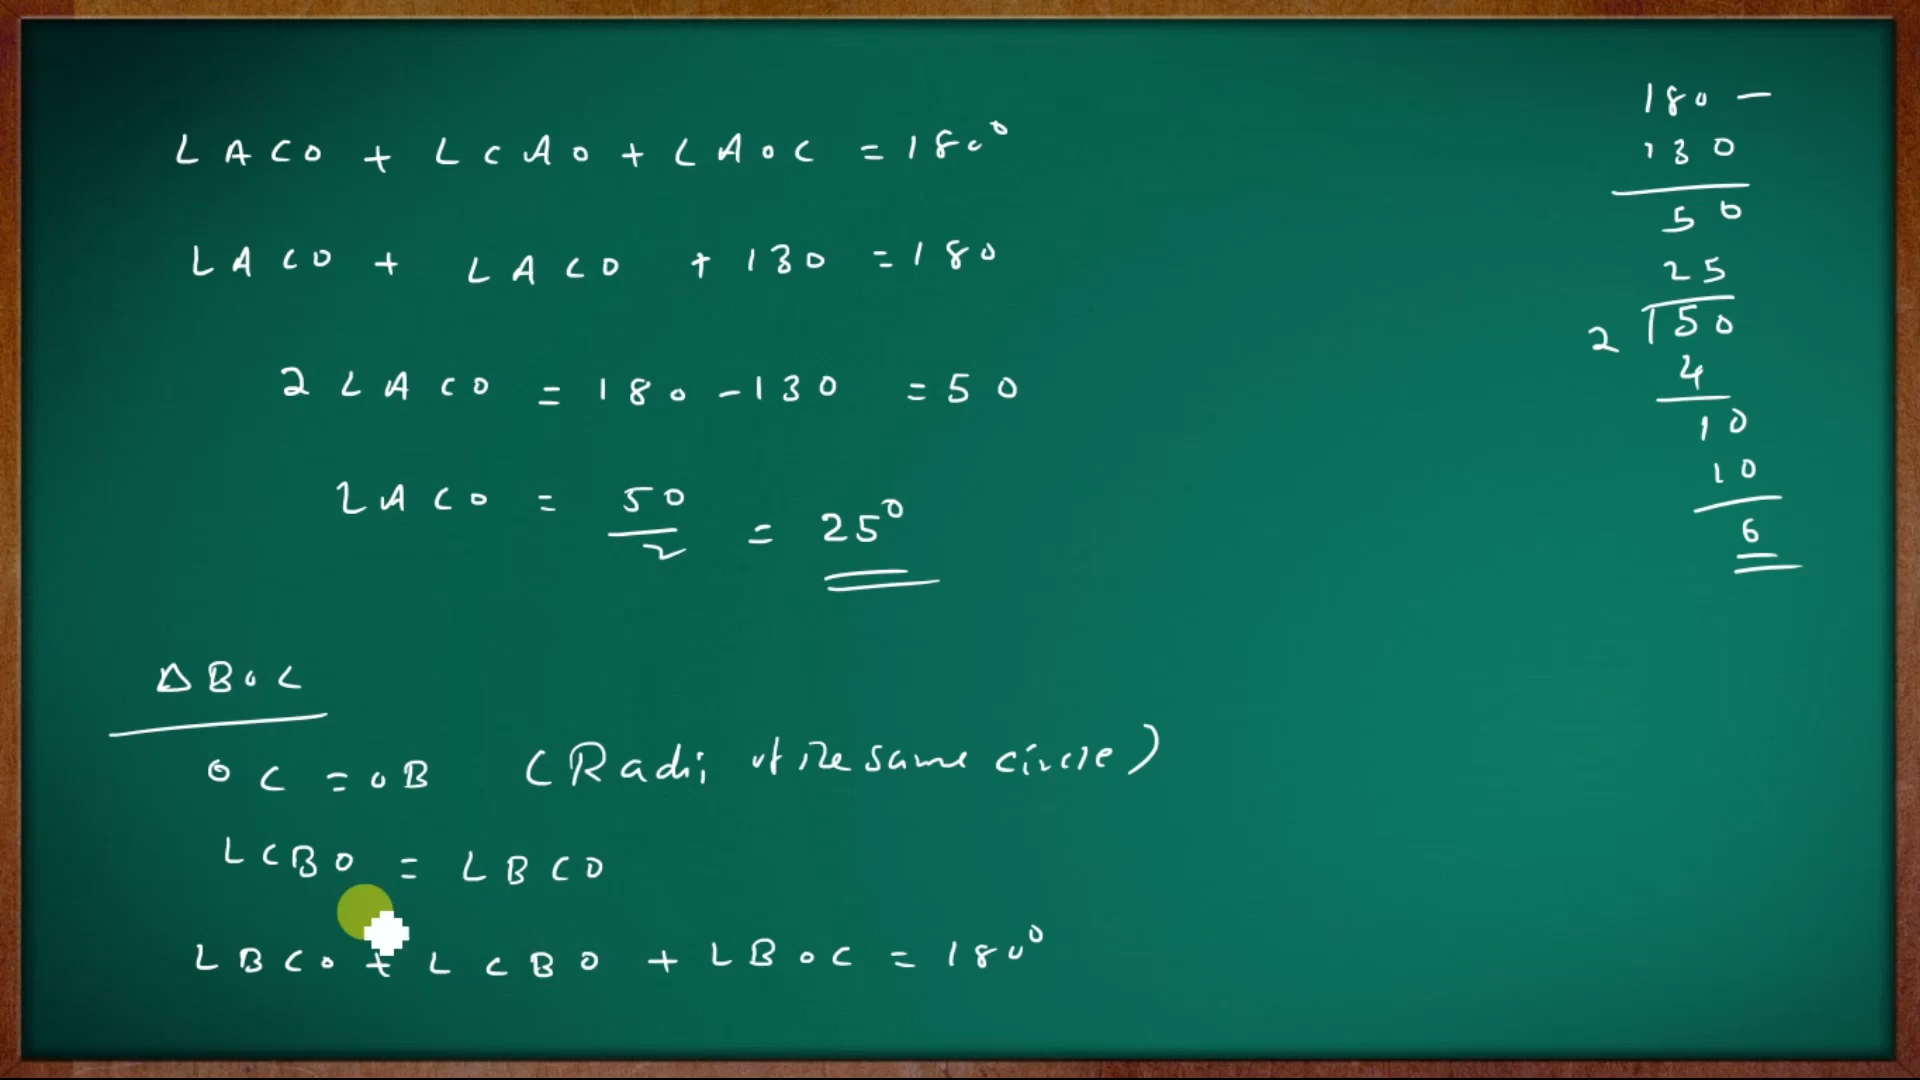 ∠ACO + ∠CAO + ∠AOC = 180°
∠ACO + ∠ACO + 130 = 180
2∠ACO = 180 - 130 = 50
∠ACO = 50/2 = 25°
△BOC
OC = OB (Radii of the same circle)
∠CBO = ∠BCO
∠BCO + ∠CBO + ∠BOC = 180°
180 -
130
50
25
2 50
4
10
10
0